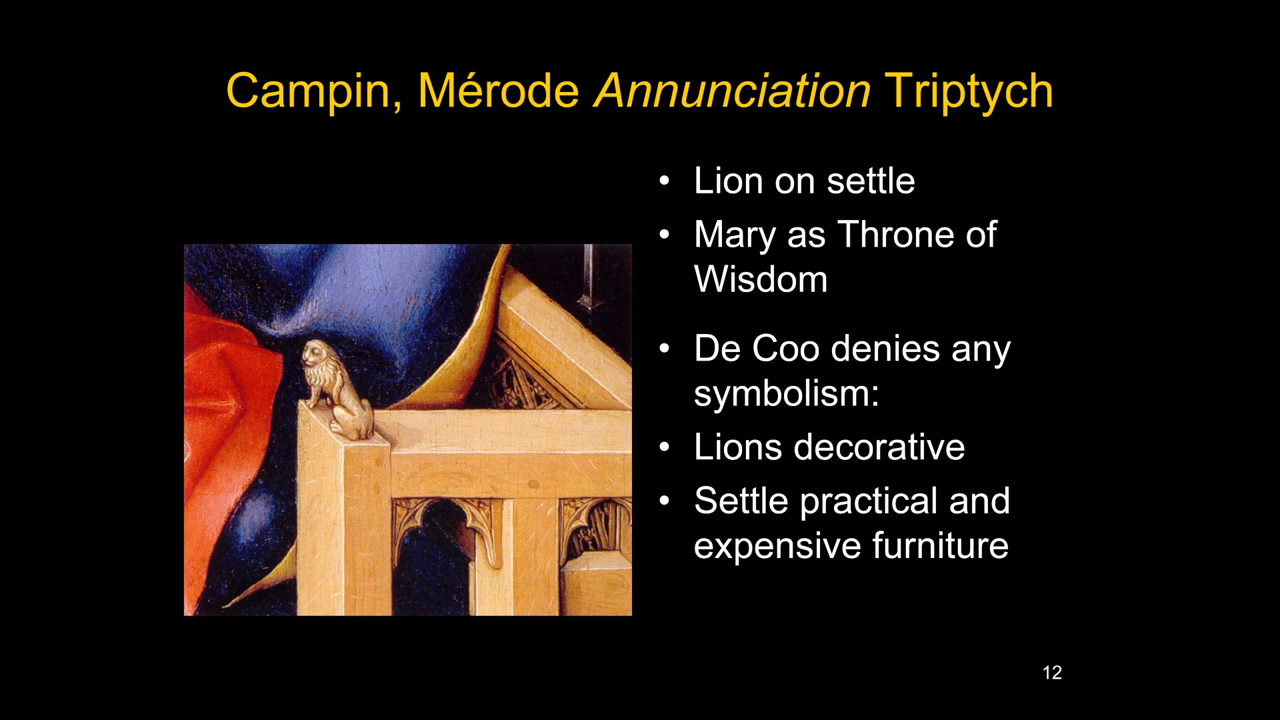 Campin, Mérode Annunciation Triptych
• Lion on settle
• Mary as Throne of
Wisdom
• De Coo denies any
symbolism:
• Lions decorative
• Settle practical and
expensive furniture
12